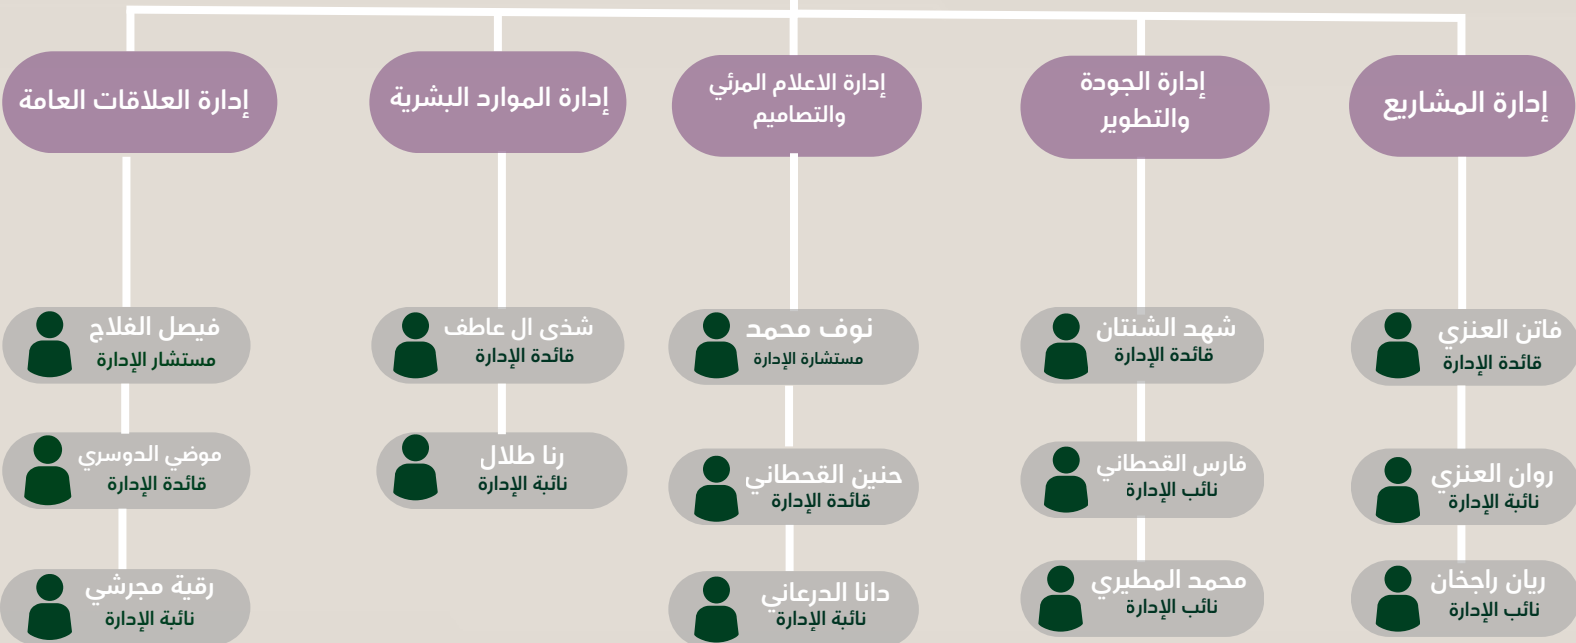 إدارة المشاريع
إدارة الجودة
والتطوير
إدارة الاعلام المرئي
والتصاميم
إدارة الموارد البشرية
إدارة العلاقات العامة
فاتن العنزي
قائدة الإدارة
شهد الشنتان
قائدة الإدارة
نوف محمد
مستشارة الإدارة
شذى ال عاطف
قائدة الإدارة
فيصل الفلاج
مستشار الإدارة
روان العنزي
نائبة الإدارة
فارس القحطاني
نائب الإدارة
حنين القحطاني
قائدة الإدارة
رنا طلال
نائبة الإدارة
موضي الدوسري
قائدة الإدارة
ريان راجخان
نائب الإدارة
محمد المطيري
نائب الإدارة
دانا الدرعاني
نائبة الإدارة
رقية مجرشي
نائبة الإدارة